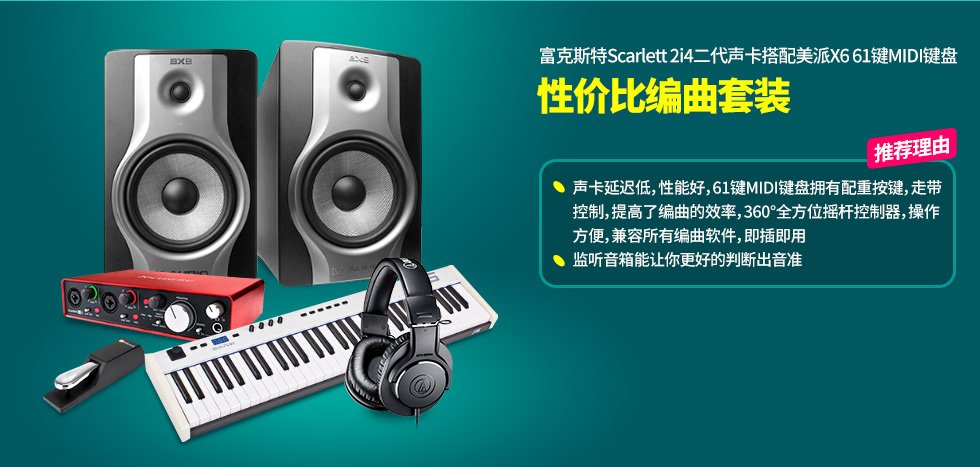 富克斯特Scarlett 2i4二代声卡搭配美派X6 61键MIDI键盘
性价比编曲套装
推荐理由
声卡延迟低，性能好，61键MIDI键盘拥有配重按键，走带
控制，提高了编曲的效率，360°全方位摇杆控制器，操作
方便，兼容所有编曲软件，即插即用
监听音箱能让你更好的判断出音准
BX8
BX8